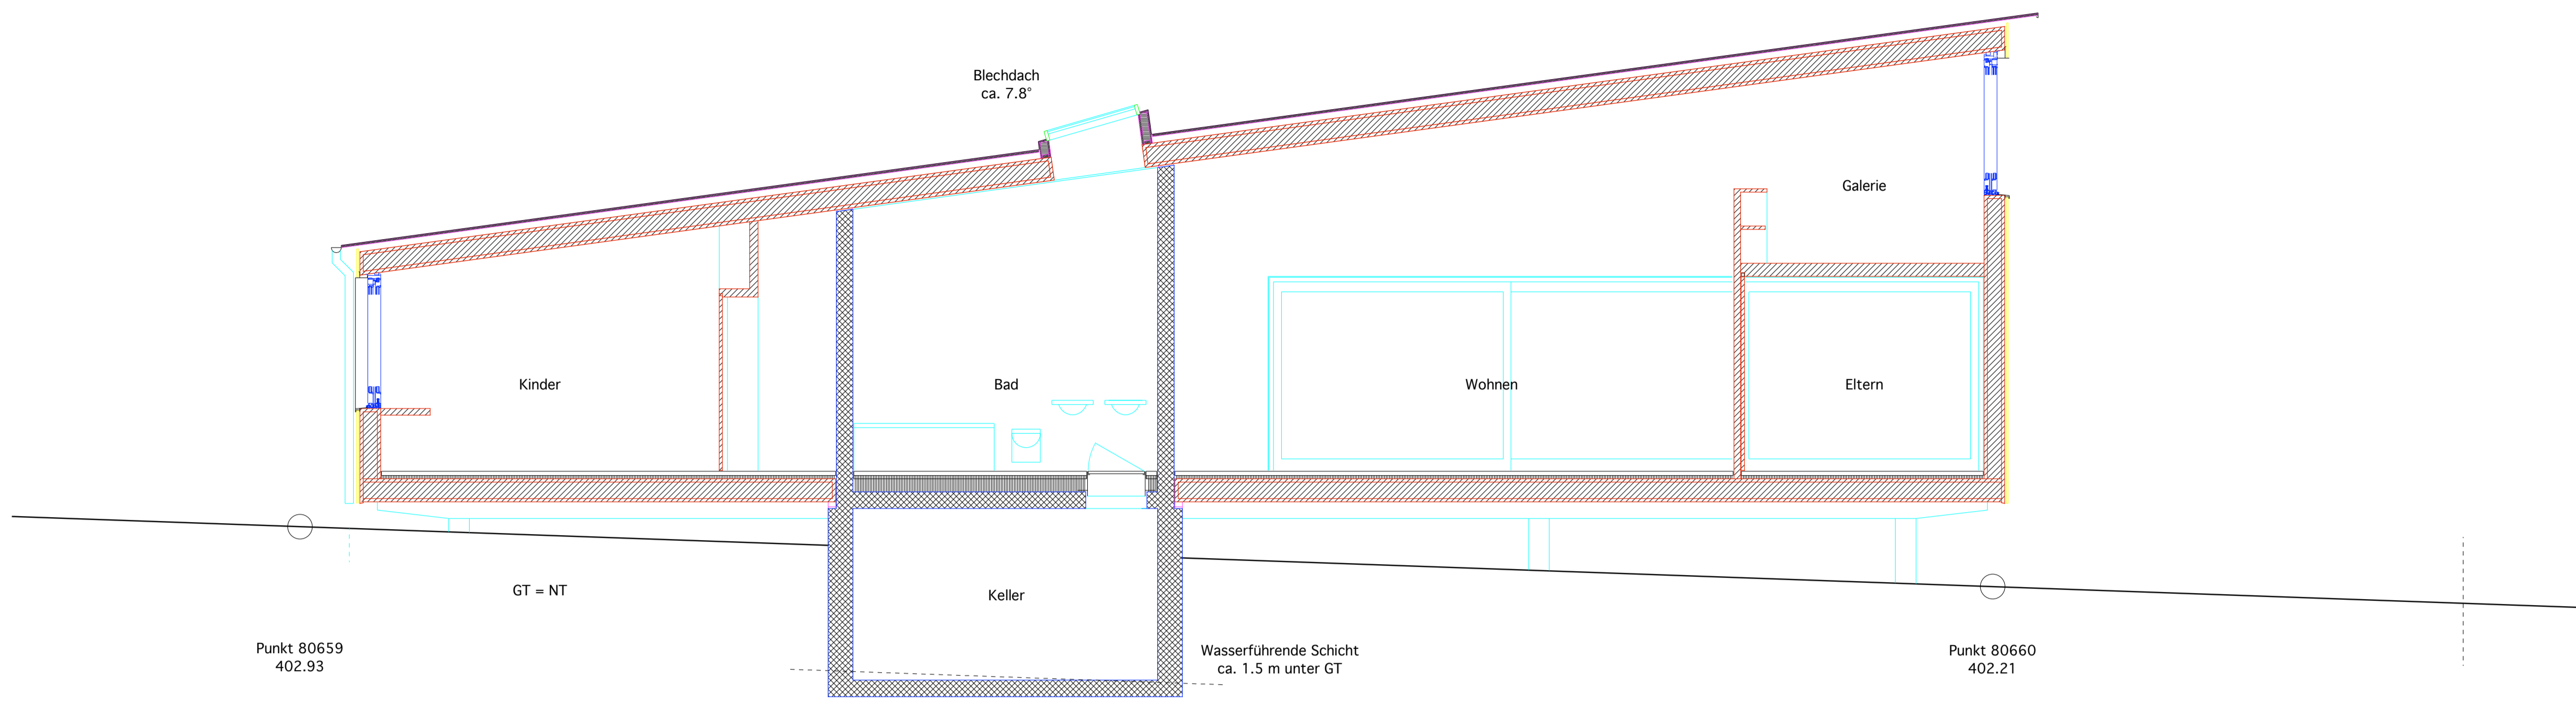 Blechdach
ca. 7.8°
Galerie
Kinder
Bad
Wohnen
Eltern
GT = NT
Keller
Punkt 80659
402.93
Wasserführende Schicht
ca. 1.5 m unter GT
Punkt 80660
402.21